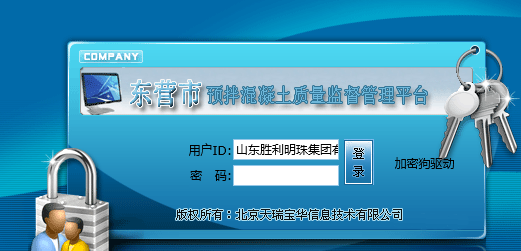 COMPANY
东营市 预拌混凝土质量监督管理平台
用户ID: 山东胜利明珠集团有
登录
密 码:
加密狗驱动
版权所有：北京天瑞宝华信息技术有限公司